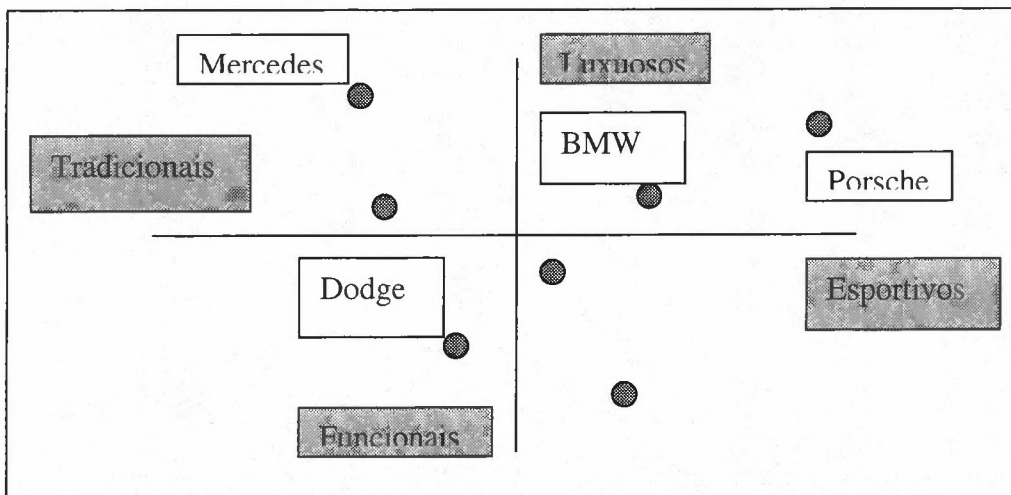 Mercedes
Luxuosos
BMW
Tradicionais
Porsche
Dodge
Esportivos
Funcionais